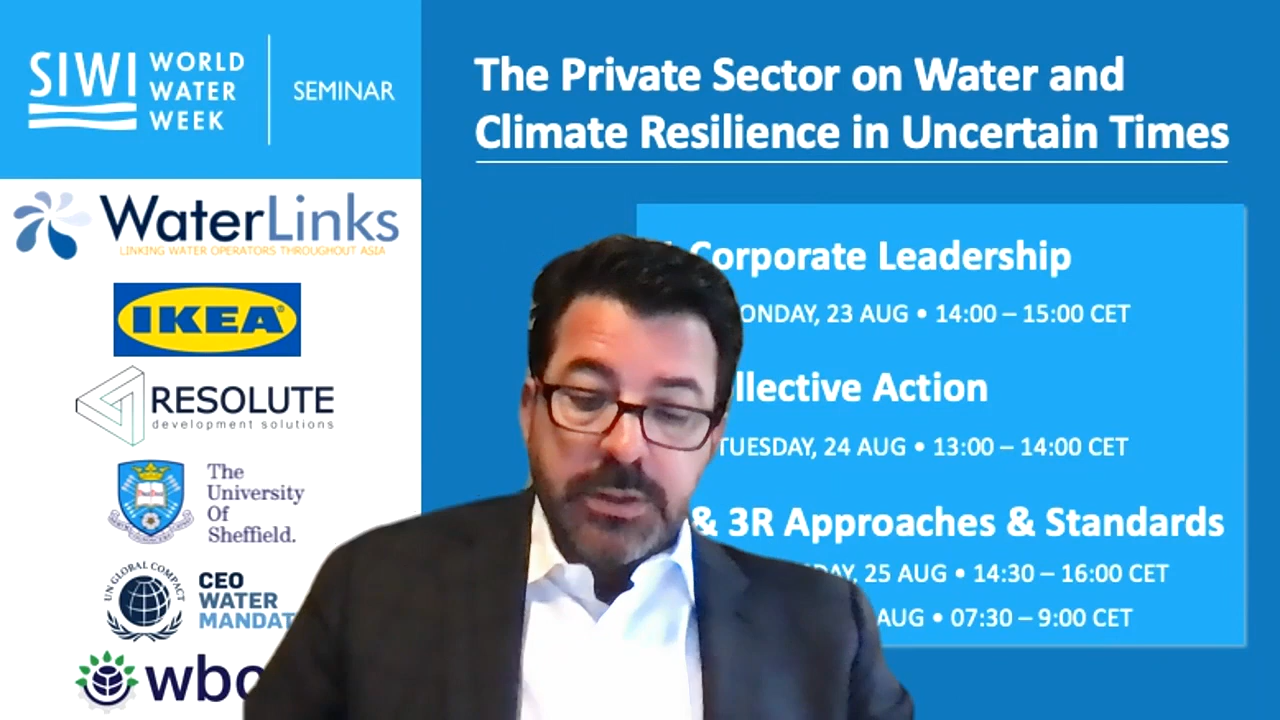 SIWI WORLD WATER WEEK
SEMINAR
WaterLinks
LINKING WATER OPERATORS THROUGHOUT ASIA
IKEA
RESOLUTE
development solutions
The
University
Of
Sheffield.
UN GLOBAL COMPACT
CEO
WATER
MANDAT
wbc
The Private Sector on Water and
Climate Resilience in Uncertain Times
Corporate Leadership
ONDAY, 23 AUG • 14:00 – 15:00 CET
llective Action
TUESDAY, 24 AUG • 13:00 – 14:00 CET
& 3R Approaches & Standards
DAY, 25 AUG • 14:30 – 16:00 CET
AUG • 07:30 – 9:00 CET